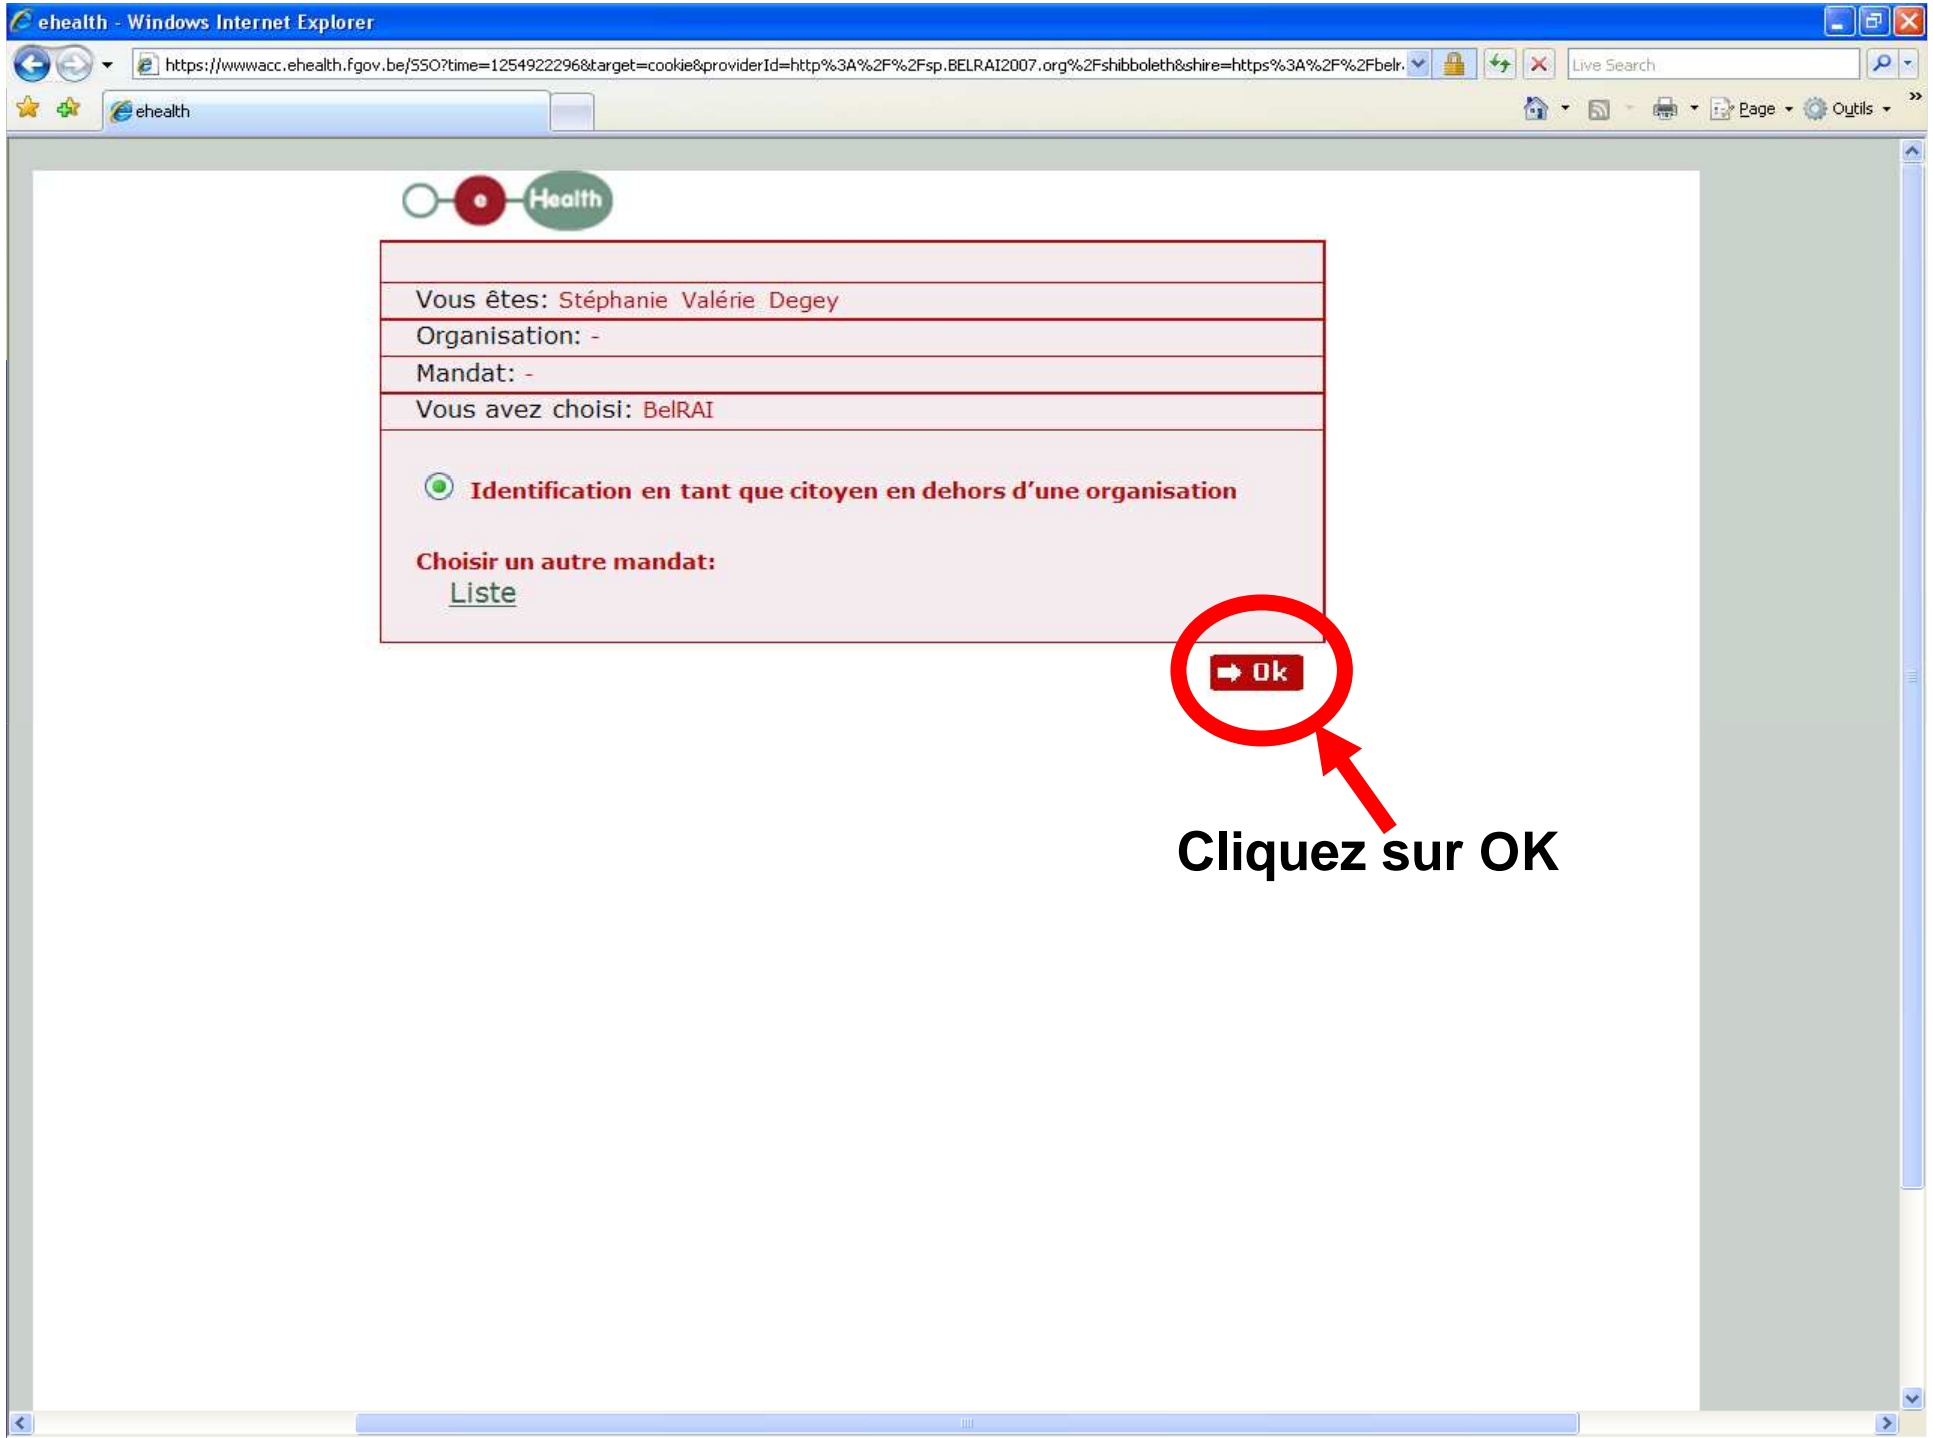 ehealth - Windows Internet Explorer
https://wwwacc.ehealth.fgov.be/SSO?time=1254922296&target=cookie&providerId=http%3A%2F%2Fsp.BELRAI2007.org%2Fshibboleth&shire=https%3A%2F%2Fbelr.
Live Search
ehealth
Page
Outils
e Health
Vous êtes: Stéphanie Valérie Degey
Organisation: -
Mandat: -
Vous avez choisi: BelRAI
Identification en tant que citoyen en dehors d’une organisation
Choisir un autre mandat:
Liste
Ok
Cliquez sur OK